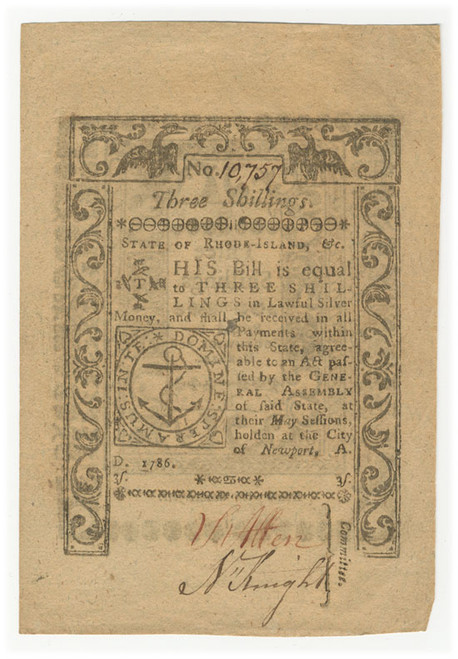 No. 10,757
Three Shillings.
STATE OF RHODE-ISLAND, &c.
THIS Bill is equal
to THREE SHIL-
LINGS in Lawful Silver
Money, and shall be received in all
Payments within
this State, agree-
able to an Act pas-
sed by the GENE-
RAL ASSEMBLY
of said State, at
their May Sessions,
holden at the City
of Newport, A.
D. 1786.
IN TE: DOMINE: SPERAMUS:
3s. 3s.
Allen
N Knight
Committee.